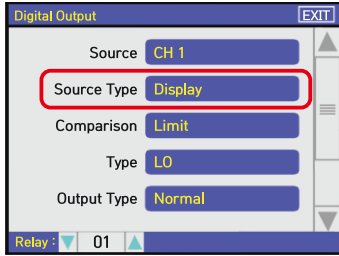 Digital Output EXIT
Source CH 1
Source Type Display
Comparison Limit
Type LO
Output Type Normal
Relay : 01